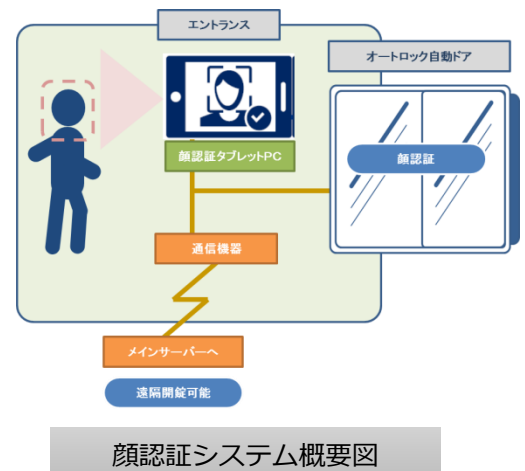 エントランス
オートロック自動ドア
顔認証タブレットPC
顔認証
通信機器
メインサーバーへ
遠隔開錠可能
顔認証システム概要図